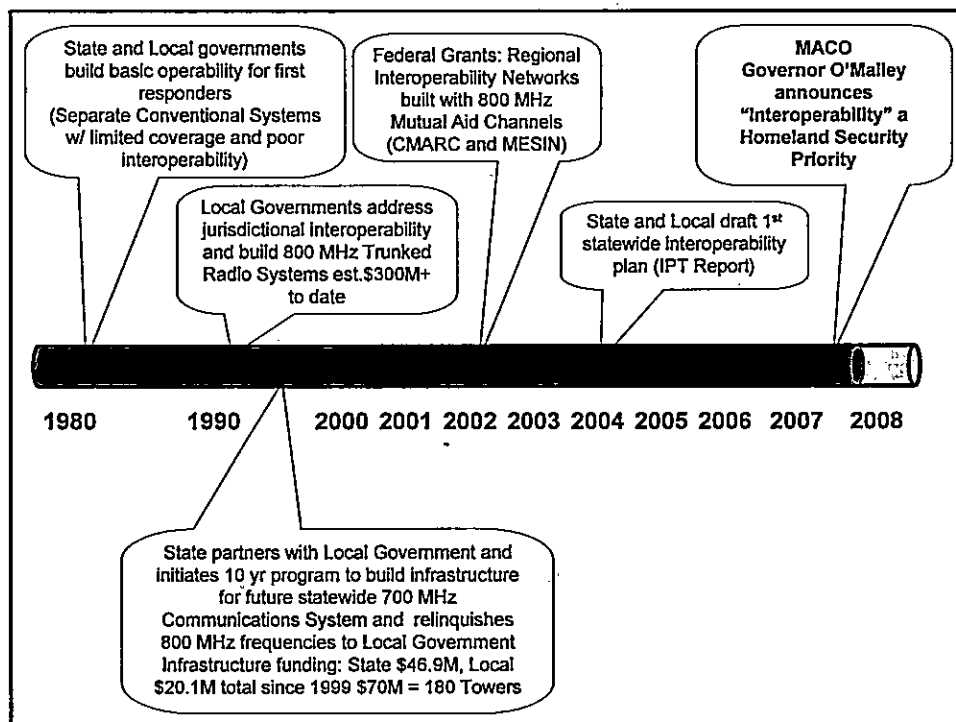 State and Local governments
build basic operability for first
responders
(Separate Conventional Systems
w/ limited coverage and poor
interoperability)
Federal Grants: Regional
Interoperability Networks
built with 800 MHz
Mutual Aid Channels
(CMARC and MESIN)
MACO
Governor O'Malley
announces
"Interoperability" a
Homeland Security
Priority
Local Governments address
jurisdictional interoperability
and build 800 MHz Trunked
Radio Systems est.$300M+
to date
State and Local draft 1st
statewide Interoperability
plan (IPT Report)
1980 1990 2000 2001 2002 2003 2004 2005 2006 2007 2008
State partners with Local Government and
initiates 10 yr program to build infrastructure
for future statewide 700 MHz
Communications System and relinquishes
800 MHz frequencies to Local Government
Infrastructure funding: State $46.9M, Local
$20.1M total since 1999 $70M = 180 Towers